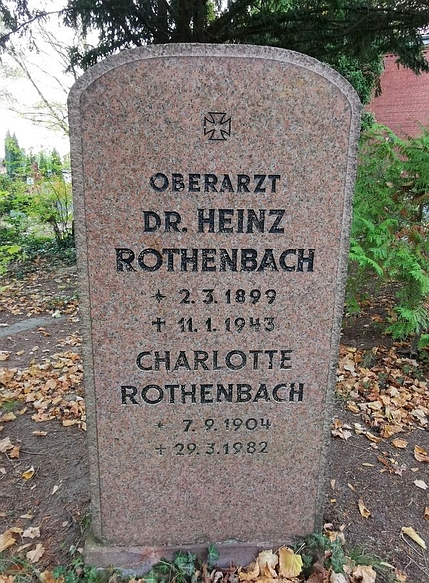 OBERARZT
DR. HEINZ
ROTHENBACH
* 2.3.1899
✝ 11.1.1943
CHARLOTTE
ROTHENBACH
* 7.9.1904
✝ 29.3.1982